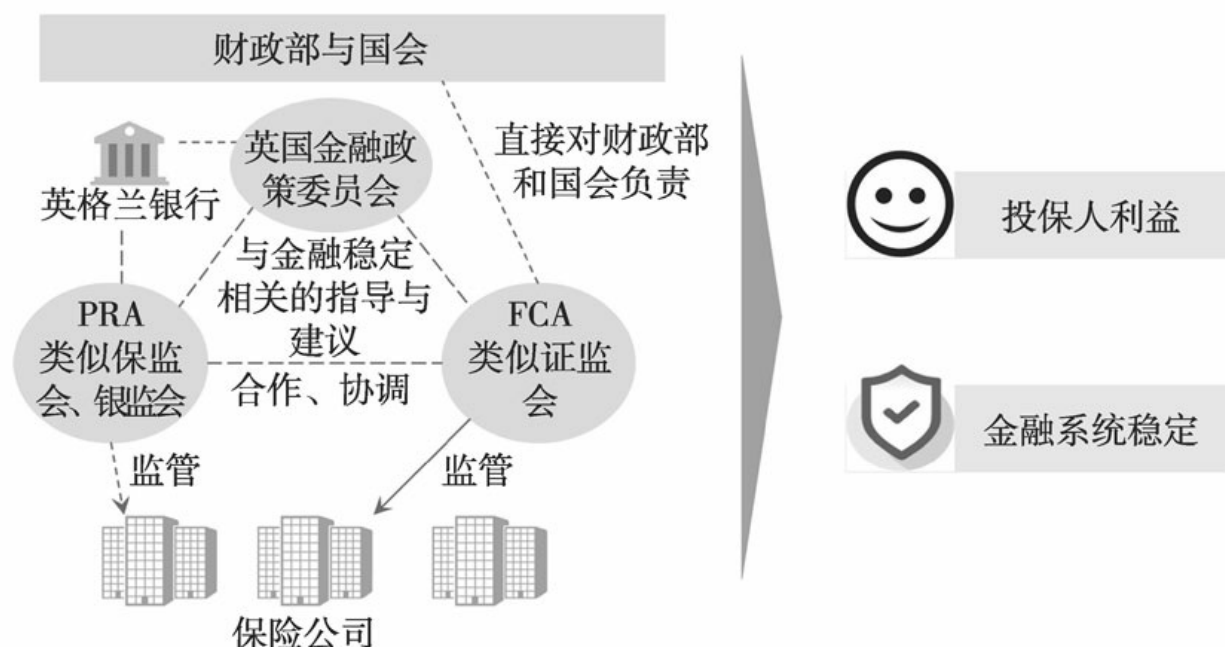 财政部与国会
英国金融政
策委员会
直接对财政部
和国会负责
英格兰银行
与金融稳定
相关的指导与
建议
PRA
类似保监
会、银监会
FCA
类似证监
会
合作、协调
监管
监管
保险公司
投保人利益
金融系统稳定